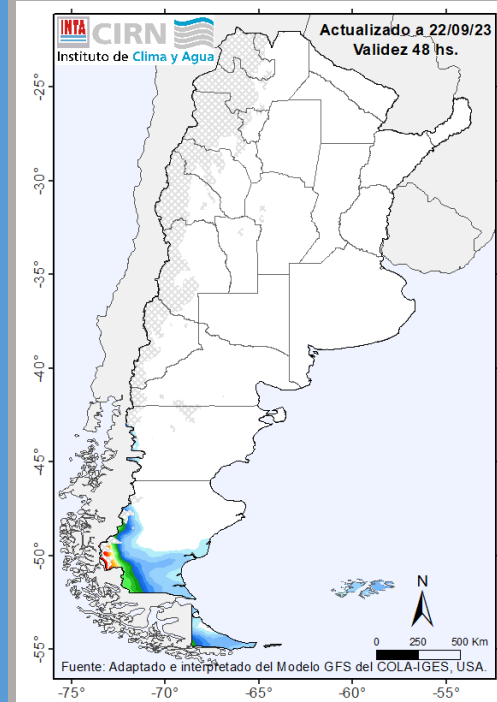 INTA CIRN
Instituto de Clima y Agua
Actualizado a 22/09/23
Validez 48 hs.
-25°
-30°
-35°
-40°
-45°
-50°
-55°
N
0 250 500 Km
Fuente: Adaptado e interpretado del Modelo GFS del COLA-IGES, USA.
-75° -70° -65° -60° -55°